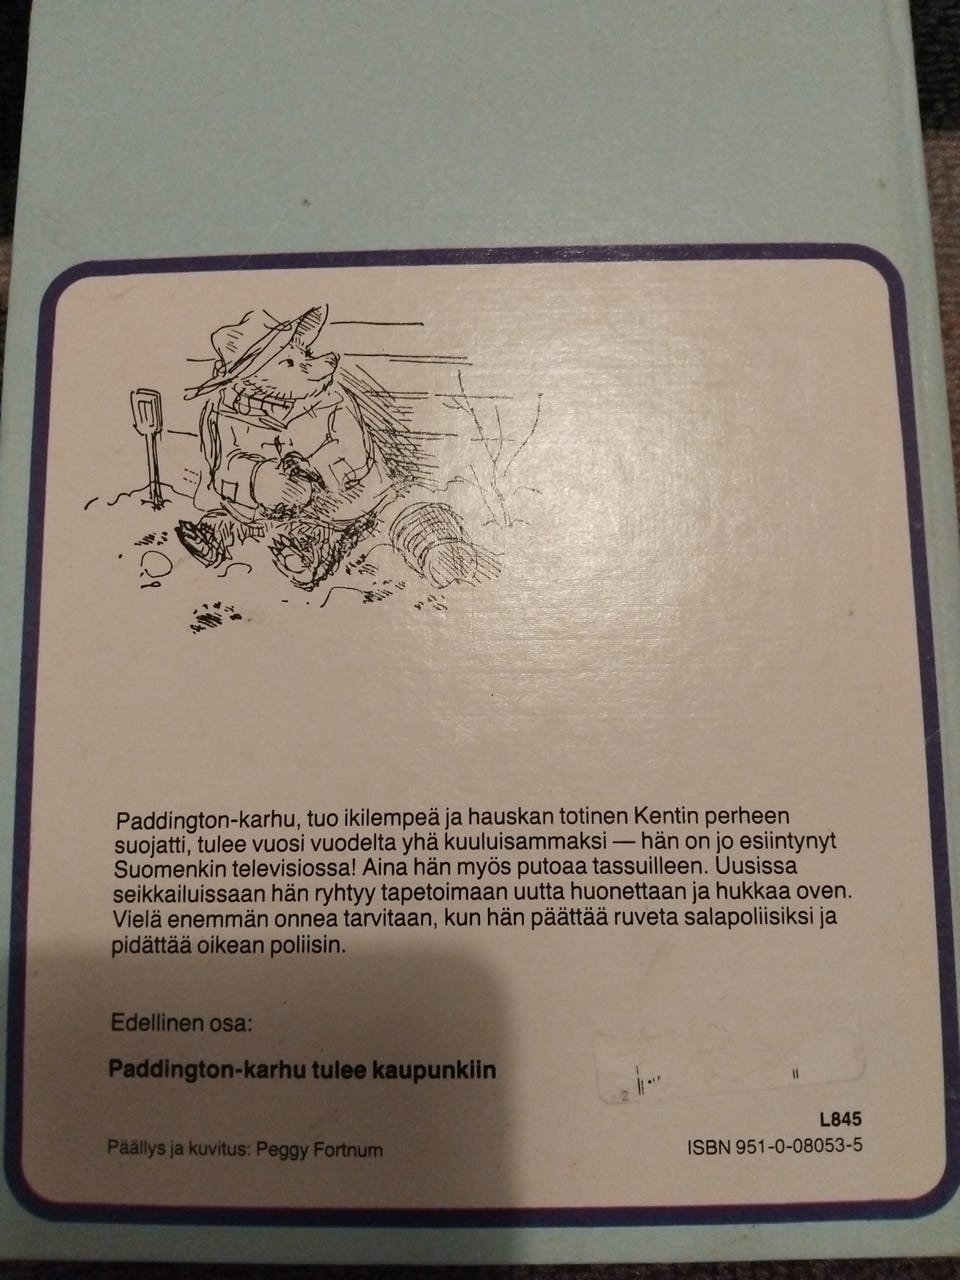 Paddington-karhu, tuo ikilempeä ja hauskan totinen Kentin perheen
suojatti, tulee vuosi vuodelta yhä kuuluisammaksi — hän on jo esiintynyt
Suomenkin televisiossa! Aina hän myös putoaa tassuilleen. Uusissa
seikkailuissaan hän ryhtyy tapetoimaan uutta huonettaan ja hukkaa oven.
Vielä enemmän onnea tarvitaan, kun hän päättää ruveta salapoliisiksi ja
pidättää oikean poliisin.
Edellinen osa:
Paddington-karhu tulee kaupunkiin
L845
Päällys ja kuvitus: Peggy Fortnum
ISBN 951-0-08053-5